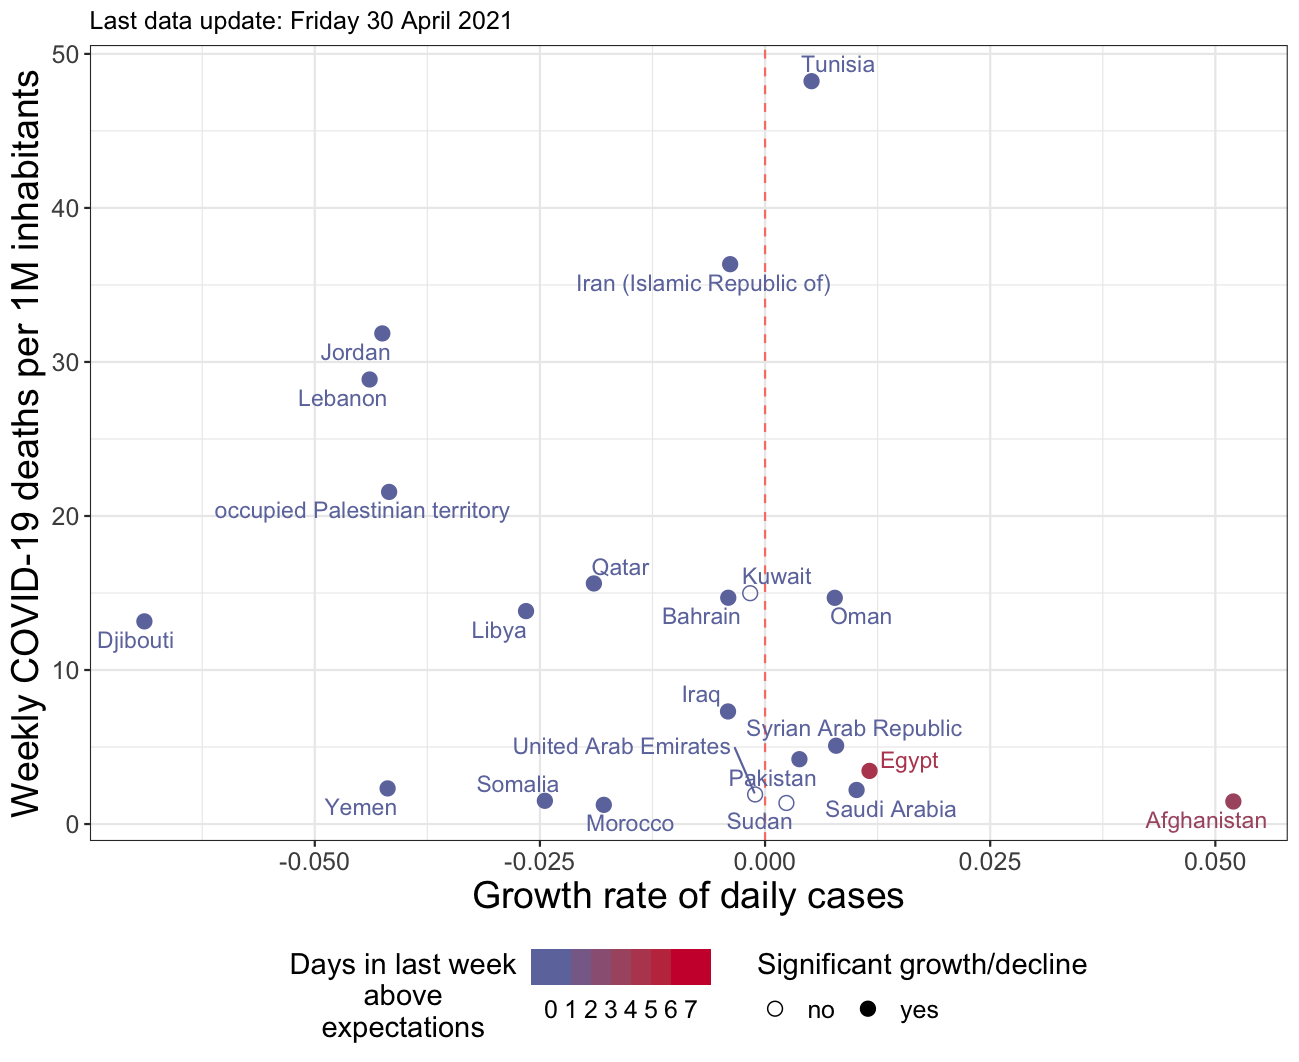 Last data update: Friday 30 April 2021
Weekly COVID-19 deaths per 1M inhabitants
50
40
30
20
10
0
Tunisia
Iran (Islamic Republic of)
Jordan
Lebanon
occupied Palestinian territory
Qatar
Kuwait
Bahrain
Oman
Libya
Djibouti
Iraq
Syrian Arab Republic
United Arab Emirates
Egypt
Pakistan
Somalia
Yemen
Saudi Arabia
Morocco
Sudan
Afghanistan
-0.050 -0.025 0.000 0.025 0.050
Growth rate of daily cases
Days in last week
above
expectations
0 1 2 3 4 5 6 7
Significant growth/decline
no yes